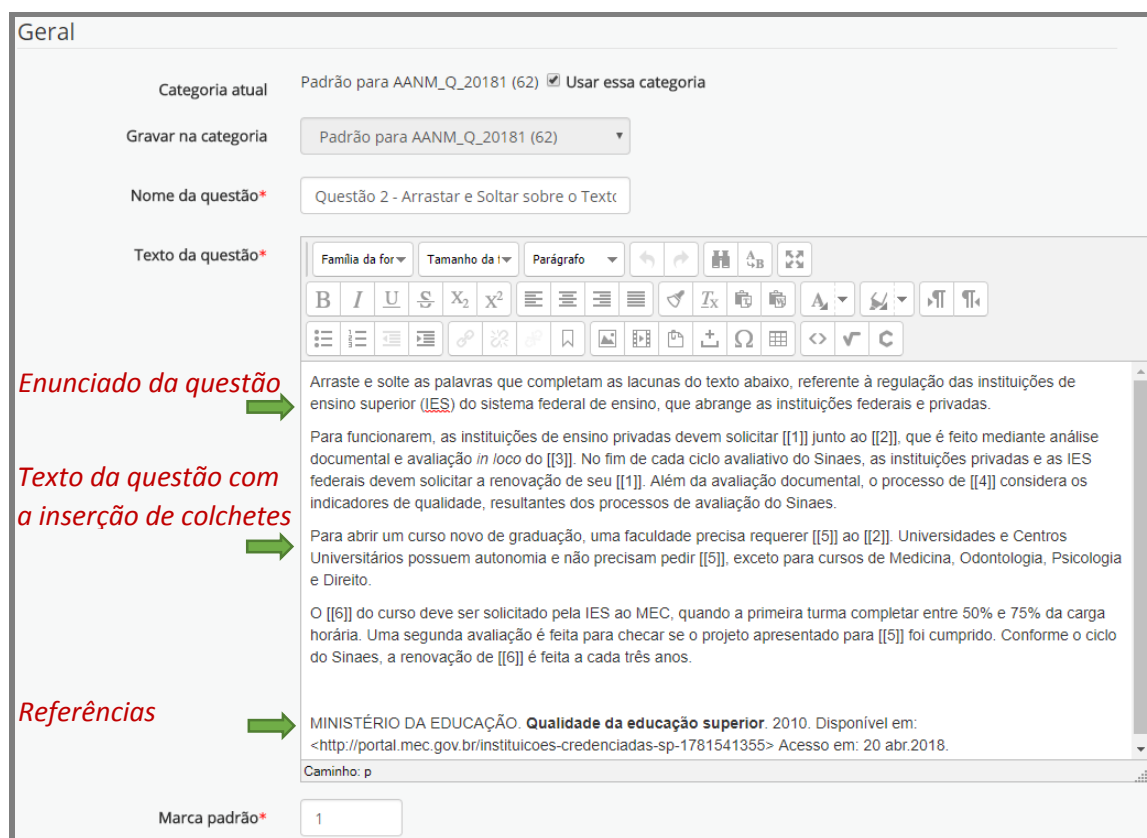 Geral
Categoria atual Padrão para AANM_Q_20181 (62) Usar essa categoria
Gravar na categoria Padrão para AANM_Q_20181 (62)
Nome da questão* Questão 2 - Arrastar e Soltar sobre o Texto
Texto da questão* Família da for Tamanho da Parágrafo
Enunciado da questão
Arraste e solte as palavras que completam as lacunas do texto abaixo, referente à regulação das instituições de
ensino superior (IES) do sistema federal de ensino, que abrange as instituições federais e privadas.
Para funcionarem, as instituições de ensino privadas devem solicitar [[1]] junto ao [[2]], que é feito mediante análise
documental e avaliação in loco do [[3]]. No fim de cada ciclo avaliativo do Sinaes, as instituições privadas e as IES
federais devem solicitar a renovação de seu [[1]]. Além da avaliação documental, o processo de [[4]] considera os
indicadores de qualidade, resultantes dos processos de avaliação do Sinaes.
Texto da questão com
a inserção de colchetes
Para abrir um curso novo de graduação, uma faculdade precisa requerer [[5]] ao [[2]]. Universidades e Centros
Universitários possuem autonomia e não precisam pedir [[5]], exceto para cursos de Medicina, Odontologia, Psicologia
e Direito.
O [[6]] do curso deve ser solicitado pela IES ao MEC, quando a primeira turma completar entre 50% e 75% da carga
horária. Uma segunda avaliação é feita para checar se o projeto apresentado para [[5]] foi cumprido. Conforme o ciclo
do Sinaes, a renovação de [[6]] é feita a cada três anos.
Referências
MINISTÉRIO DA EDUCAÇÃO. Qualidade da educação superior. 2010. Disponível em:
<http://portal.mec.gov.br/instituicoes-credenciadas-sp-1781541355> Acesso em: 20 abr.2018.
Caminho: p
Marca padrão* 1